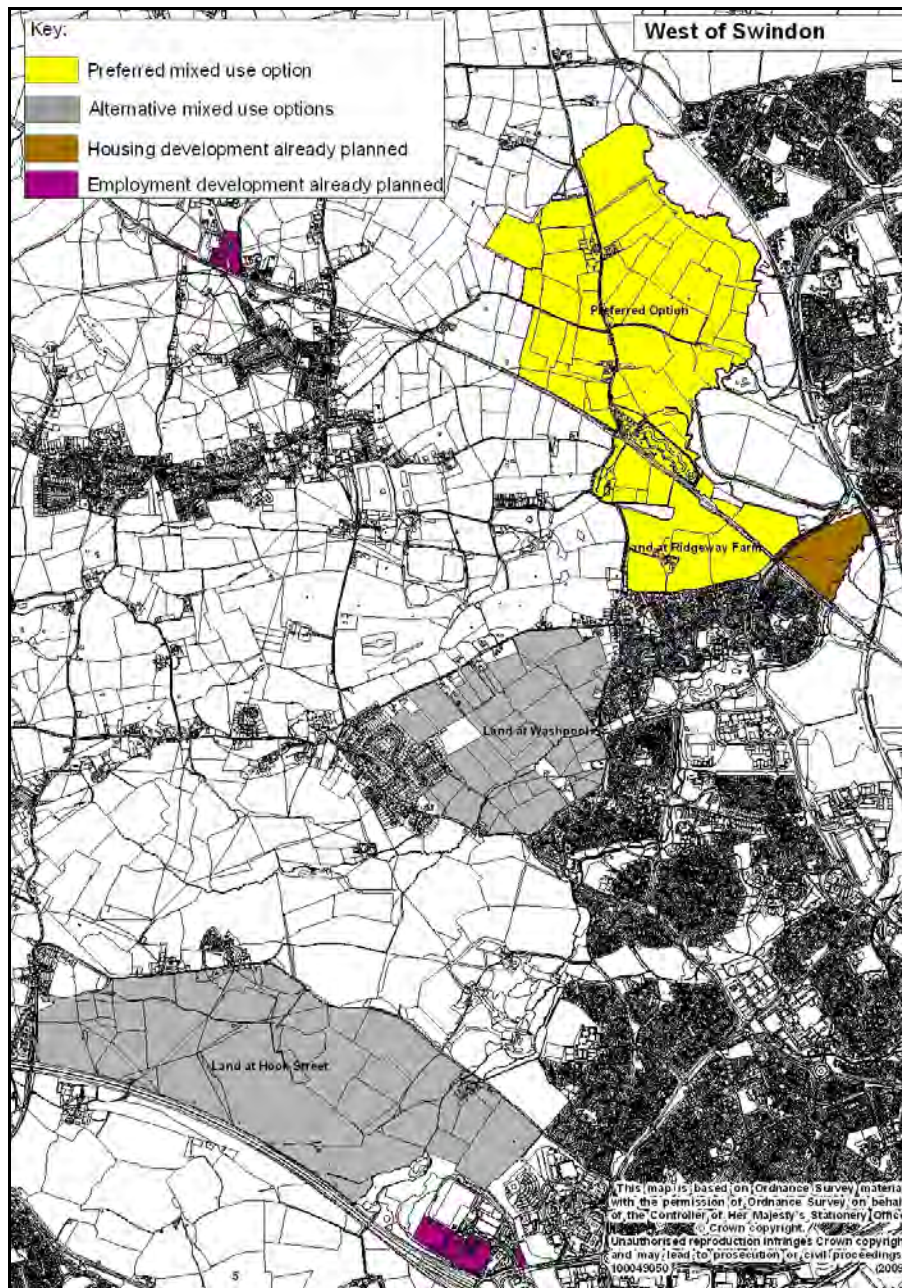 Key:
Preferred mixed use option
Alternative mixed use options
Housing development already planned
Employment development already planned
West of Swindon
Preferred Option
Land at Ridgeway Farm
Land at Washpool
Land at Hook Street
This map is based on Ordnance Survey material
with the permission of Ordnance Survey on behalf
of the Controller of Her Majesty's Stationery Office
© Crown copyright.
Unauthorised reproduction infringes Crown copyright
and may lead to prosecution or civil proceedings.
100049050 (2009